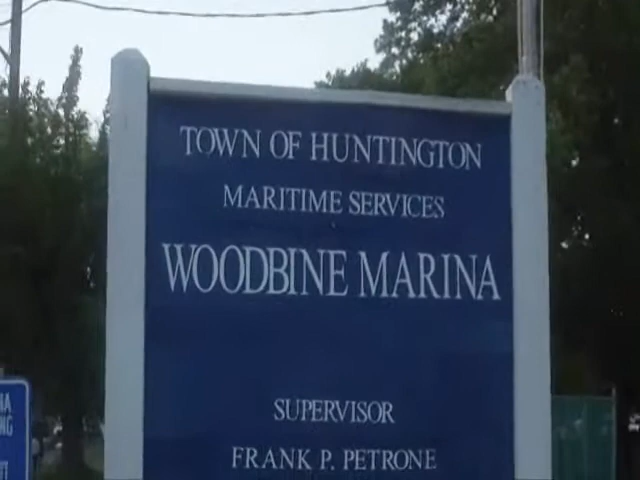 TOWN OF HUNTINGTON
MARITIME SERVICES
WOODBINE MARINA
SUPERVISOR
FRANK P. PETRONE